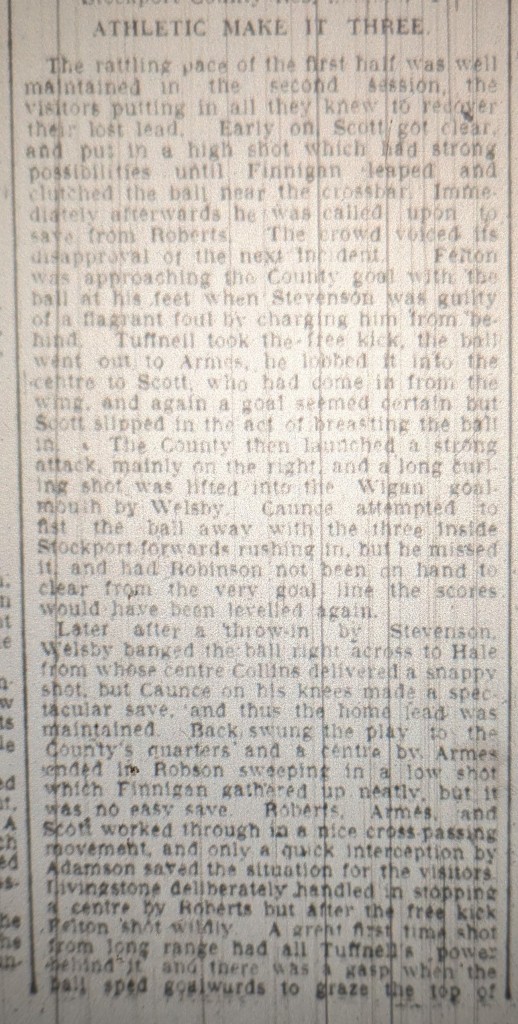 Stockport County Res.
ATHLETIC MAKE IT THREE.
The rattling pace of the first half was well
maintained in the second session, the
visitors putting in all they knew to recover
their lost lead. Early on Scott got clear,
and put in a high shot which had strong
possibilities until Finnigan leaped and
clutched the ball near the crossbar. Imme-
diately afterwards he was called upon to
save from Roberts. The crowd voiced its
disapproval of the next incident. Felton
was approaching the County goal with the
ball at his feet when Stevenson was guilty
of a flagrant foul by charging him from be-
hind. Tuffnell took the free kick, the ball
went out to Armes, he lobbed it into the
centre to Scott, who had come in from the
wing, and again a goal seemed certain but
Scott slipped in the act of breasting the ball
in. The County then launched a strong
attack, mainly on the right, and a long curl-
ing shot was lifted into the Wigan goal-
mouth by Welsby. Caunce attempted to
fist the ball away with the three inside
Stockport forwards rushing in, but he missed
it, and had Robinson not been on hand to
clear from the very goal line the scores
would have been levelled again.
Later after a throw-in by Stevenson,
Welsby banged the ball right across to Hale
from whose centre Collins delivered a snappy
shot, but Caunce on his knees made a spec-
tacular save, and thus the home lead was
maintained. Back swung the play to the
County's quarters and a centre by Armes
ended in Robson sweeping in a low shot
which Finnigan gathered up neatly, but it
was no easy save. Roberts, Armes, and
Scott worked through in a nice cross-passing
movement, and only a quick interception by
Adamson saved the situation for the visitors.
Livingstone deliberately handled in stopping
a centre by Roberts but after the free kick
Felton shot wildly. A great first time shot
from long range had all Tuffnell's power
behind it and there was a gasp when the
ball sped goalwurds to graze the top of